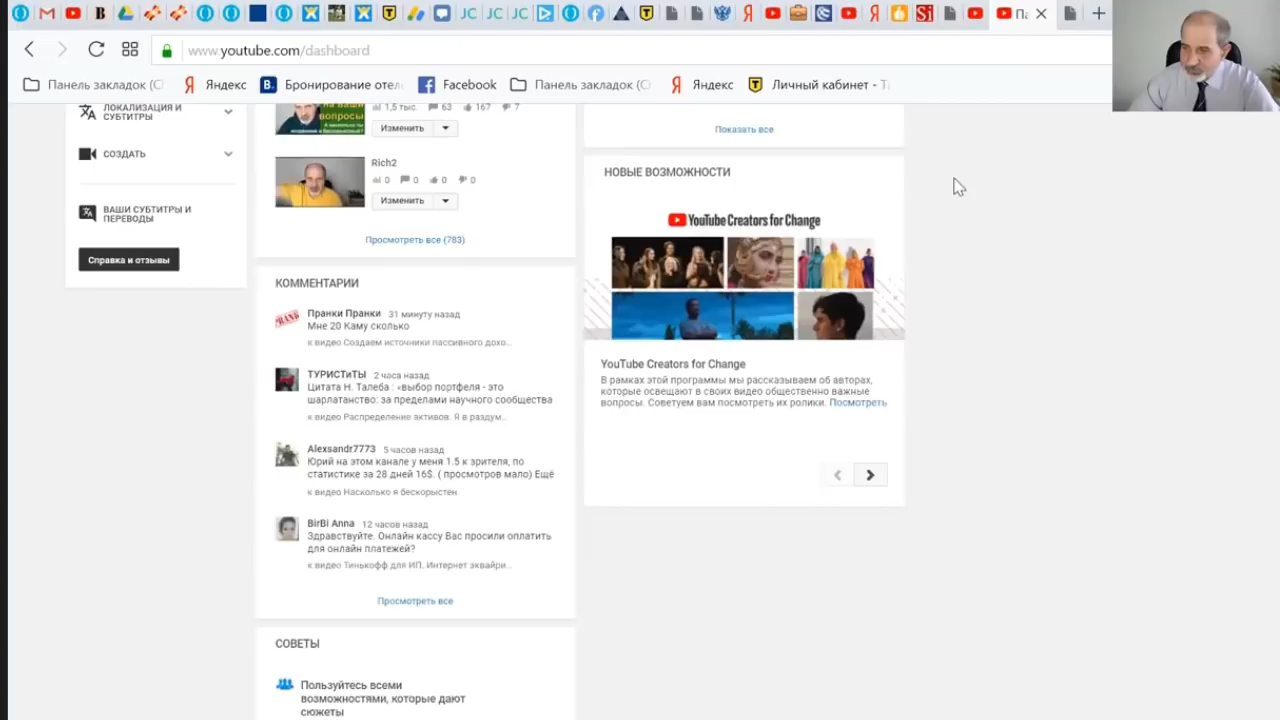 www.youtube.com/dashboard
Панель закладок (С
Яндекс
Бронирование отел
Facebook
Панель закладок (
Яндекс
Личный кабинет - Т
ЛОКАЛИЗАЦИЯ И
СУБТИТРЫ
СОЗДАТЬ
ВАШИ СУБТИТРЫ И
ПЕРЕВОДЫ
Справка и отзывы
на ваши
вопросы
1,5 тыс. 63 167 7
Изменить
Rich2
0 0 0 0
Изменить
Просмотреть все (783)
КОММЕНТАРИИ
Пранки Пранки 31 минуту назад
Мне 20 Каму сколько
к видео Создаем источники пассивного дохо...
ТУРИСТиТЫ 2 часа назад
Цитата Н. Талеба : «выбор портфеля - это
шарлатанство: за пределами научного сообщества
к видео Распределение активов. Я в раздум...
Alexsandr7773 5 часов назад
Юрий на этом канале у меня 1.5 к зрителя, по
статистике за 28 дней 16$. ( просмотров мало) Ещё
к видео Насколько я бескорыстен
BirBi Anna 12 часов назад
Здравствуйте. Онлайн кассу Вас просили оплатить
для онлайн платежей?
к видео Тинькофф для ИП. Интернет эквайри...
Просмотреть все
СОВЕТЫ
Пользуйтесь всеми
возможностями, которые дают
сюжеты
Показать все
НОВЫЕ ВОЗМОЖНОСТИ
YouTube Creators for Change
YouTube Creators for Change
В рамках этой программы мы рассказываем об авторах,
которые освещают в своих видео общественно важные
вопросы. Советуем вам посмотреть их ролики. Посмотреть